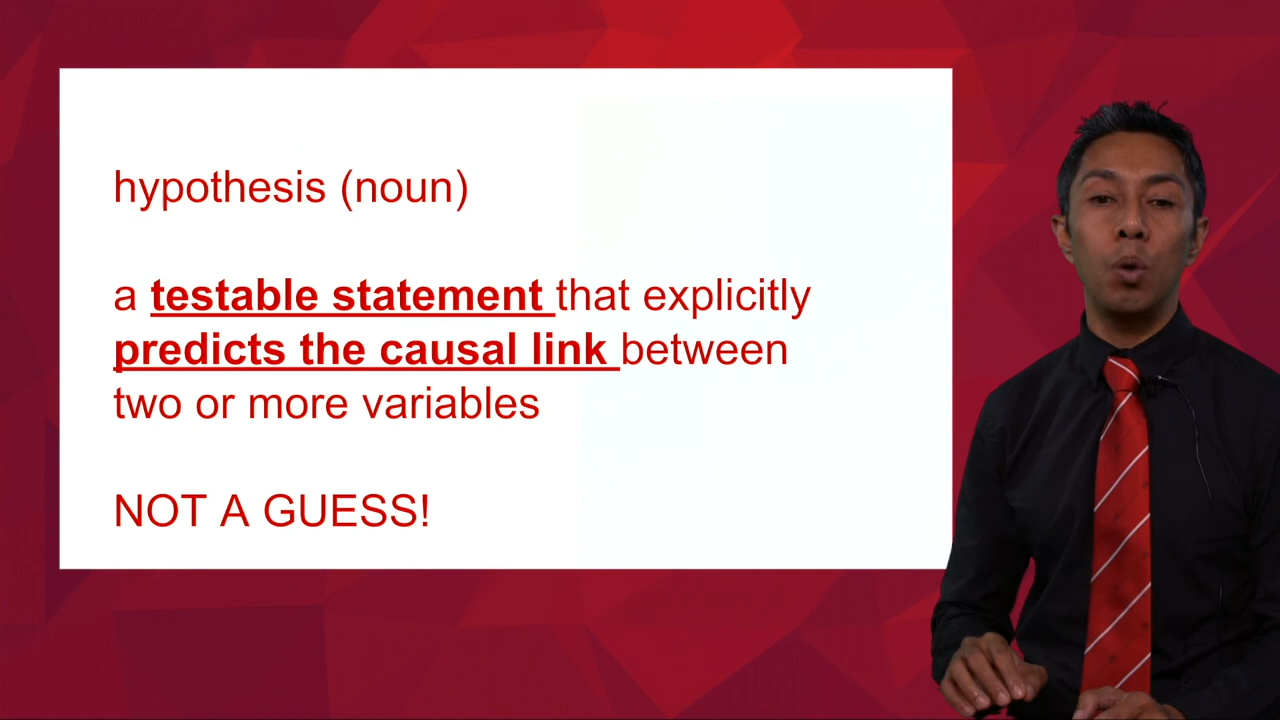 hypothesis (noun)
a testable statement that explicitly
predicts the causal link between
two or more variables
NOT A GUESS!